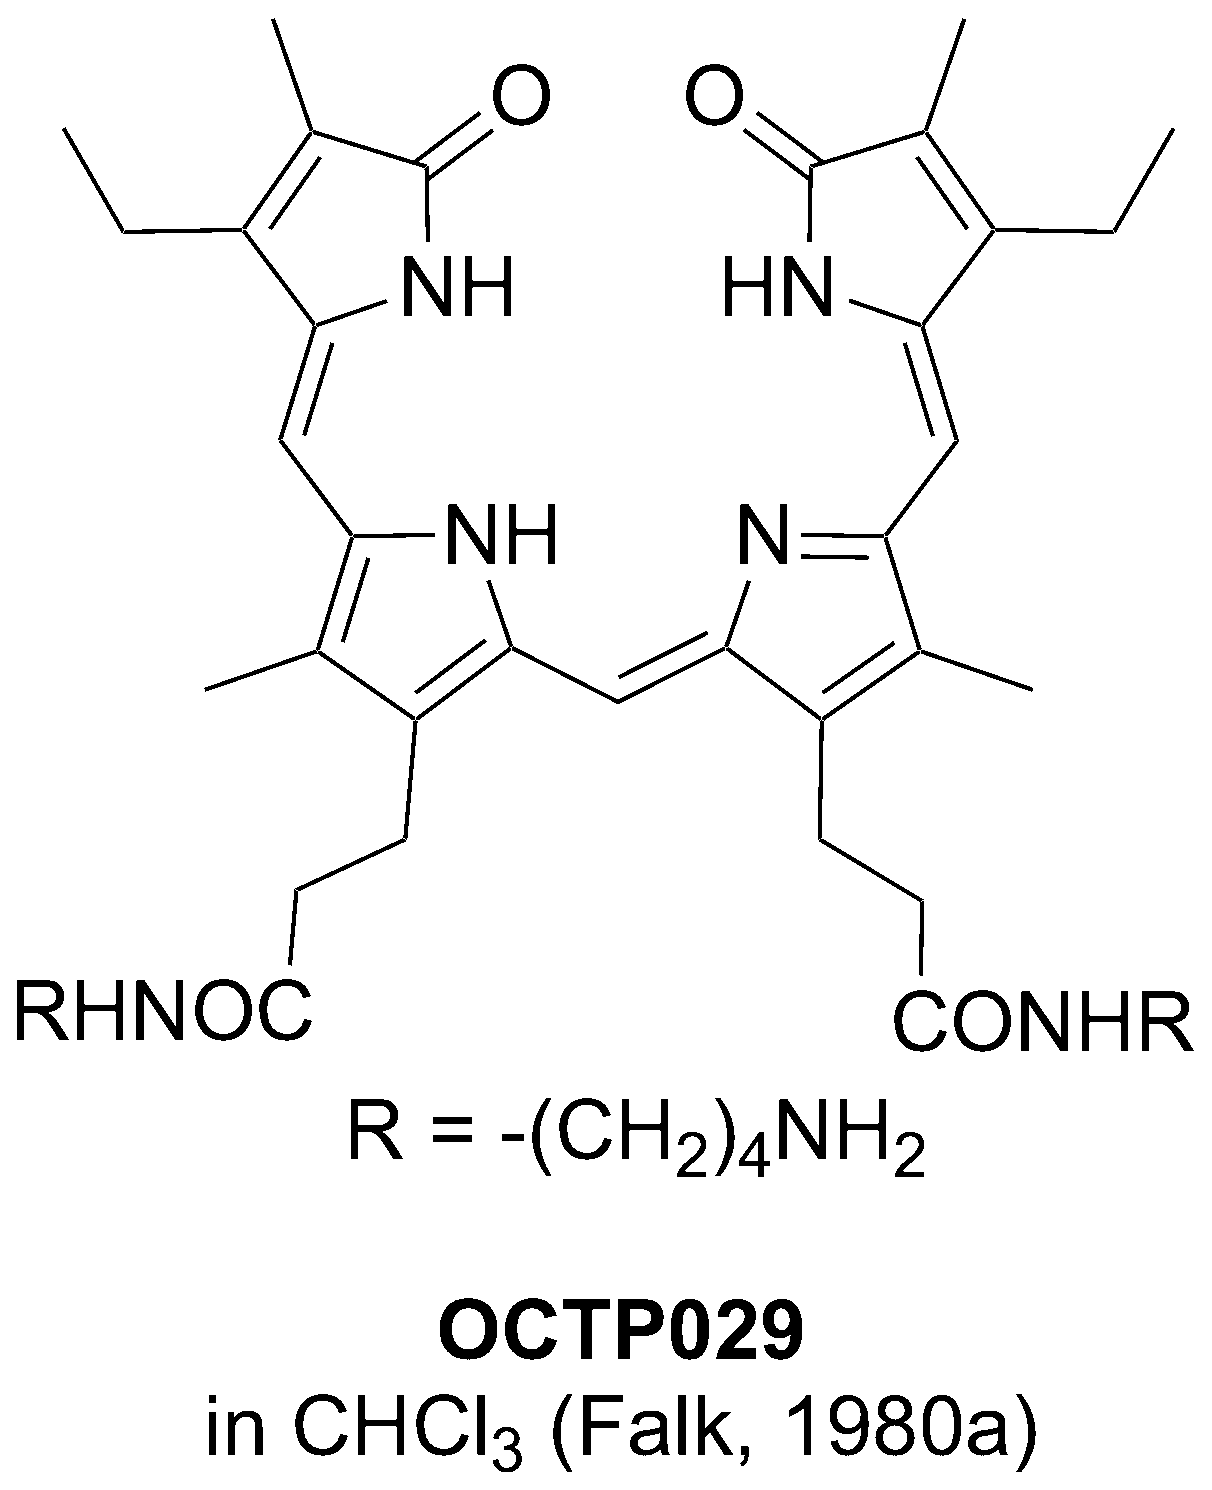 O O
NH HN
NH N
RHNOC CONHR
R = -(CH₂)₄NH₂
OCTP029
in CHCl₃ (Falk, 1980a)